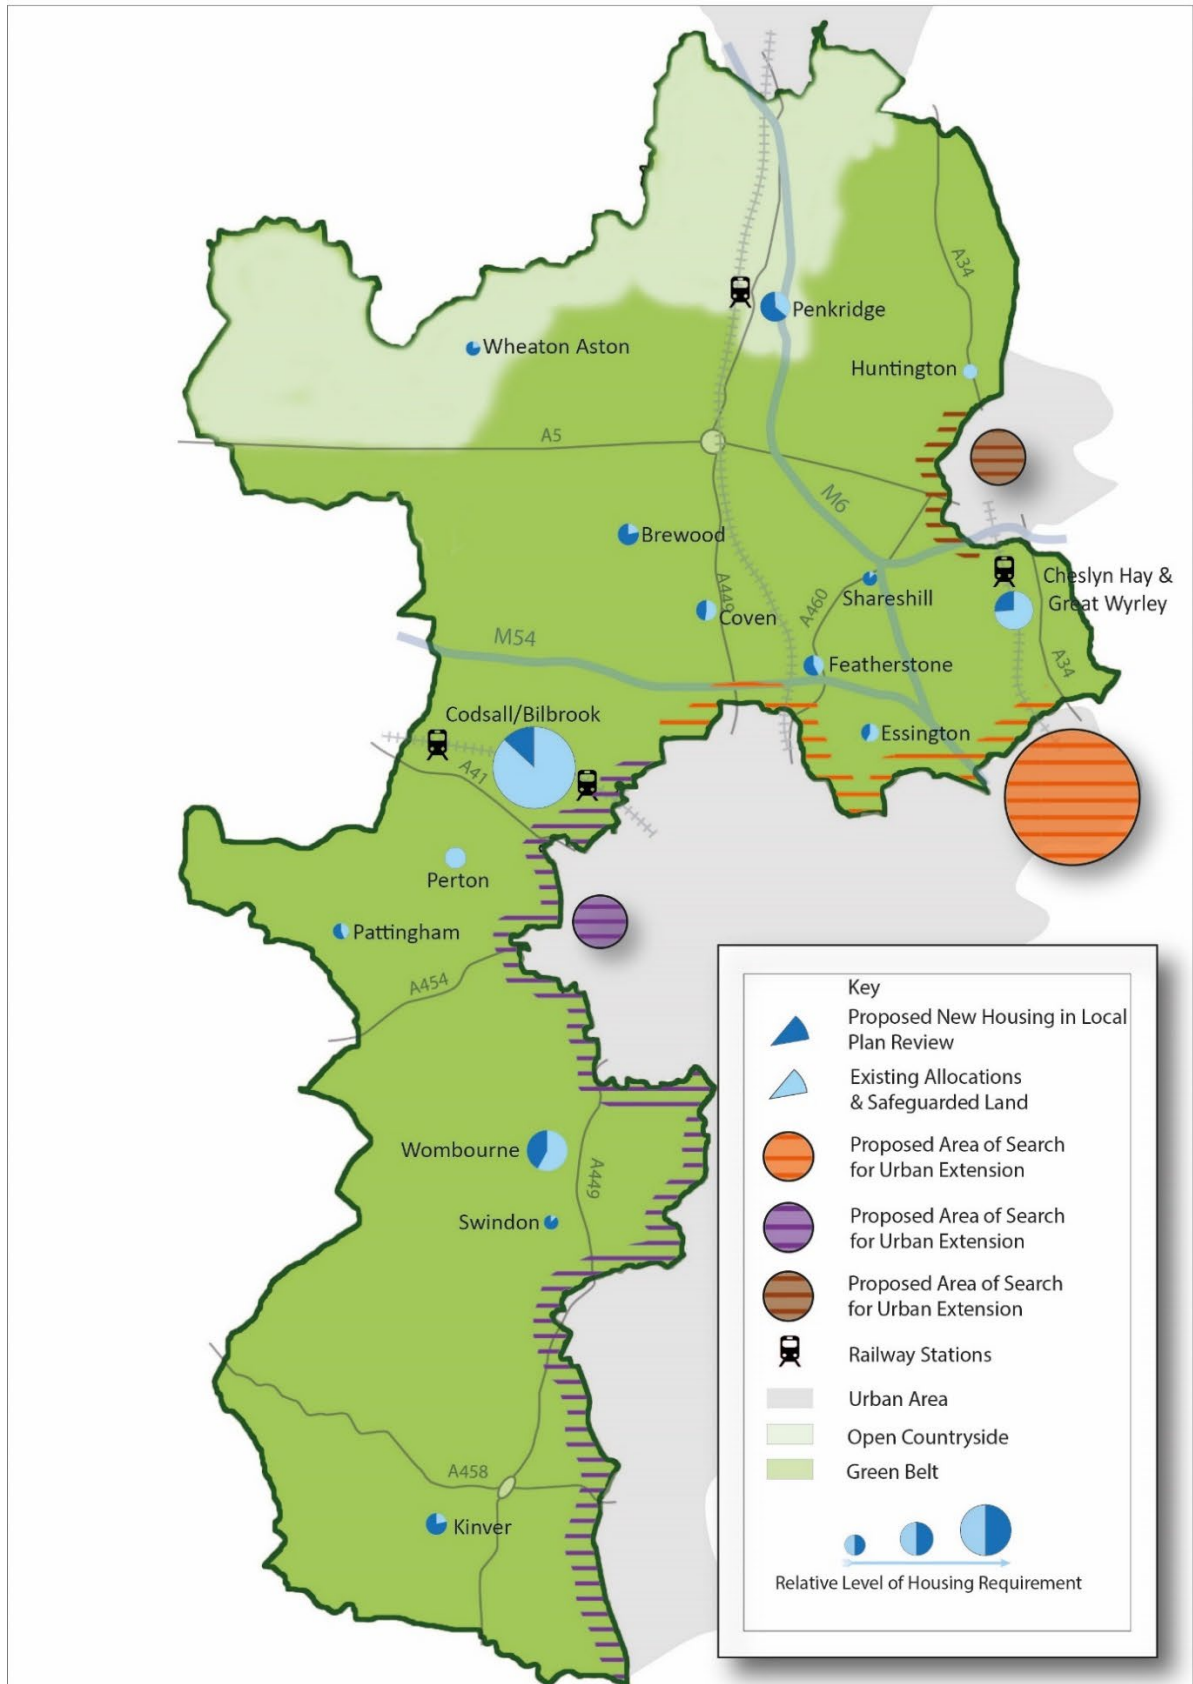 A34
Penkridge
Wheaton Aston
Huntington
A5
M6
Brewood
Cheslyn Hay &
Great Wyrley
Shareshill
A449
A460
Coven
M54
Featherstone
A34
Codsall/Bilbrook
Essington
A41
Perton
Pattingham
A454
Wombourne
A449
Swindon
A458
Kinver
Key
Proposed New Housing in Local
Plan Review
Existing Allocations
& Safeguarded Land
Proposed Area of Search
for Urban Extension
Proposed Area of Search
for Urban Extension
Proposed Area of Search
for Urban Extension
Railway Stations
Urban Area
Open Countryside
Green Belt
Relative Level of Housing Requirement